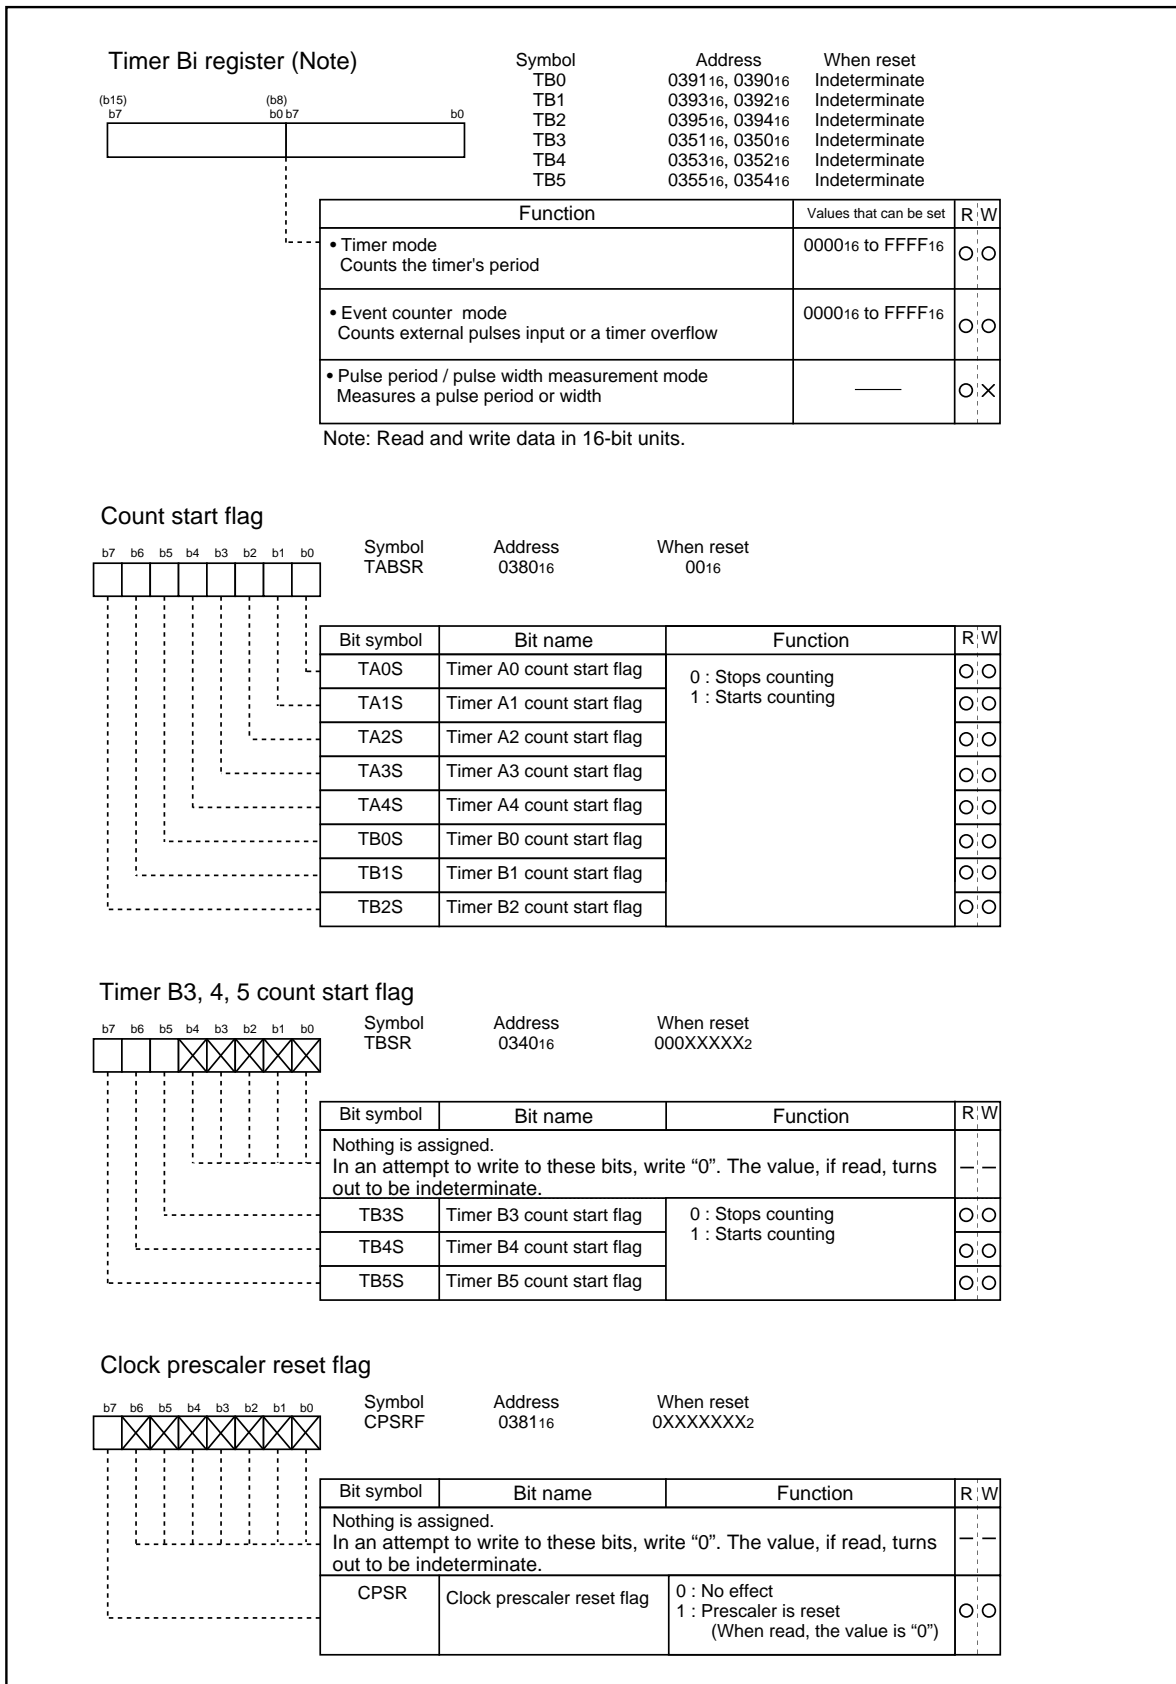 Timer Bi register (Note)
Symbol Address When reset
TB0 039116, 039016 Indeterminate
TB1 039316, 039216 Indeterminate
TB2 039516, 039416 Indeterminate
TB3 035116, 035016 Indeterminate
TB4 035316, 035216 Indeterminate
TB5 035516, 035416 Indeterminate
(b15) (b8)
b7 b0 b7 b0
Function Values that can be set R W
• Timer mode 000016 to FFFF16
Counts the timer's period
• Event counter mode 000016 to FFFF16
Counts external pulses input or a timer overflow
• Pulse period / pulse width measurement mode
Measures a pulse period or width
Note: Read and write data in 16-bit units.
Count start flag
Symbol Address When reset
TABSR 038016 0016
b7 b6 b5 b4 b3 b2 b1 b0
Bit symbol Bit name Function R W
TA0S Timer A0 count start flag 0 : Stops counting
1 : Starts counting
TA1S Timer A1 count start flag
TA2S Timer A2 count start flag
TA3S Timer A3 count start flag
TA4S Timer A4 count start flag
TB0S Timer B0 count start flag
TB1S Timer B1 count start flag
TB2S Timer B2 count start flag
Timer B3, 4, 5 count start flag
Symbol Address When reset
TBSR 034016 000XXXXX2
b7 b6 b5 b4 b3 b2 b1 b0
Bit symbol Bit name Function R W
Nothing is assigned.
In an attempt to write to these bits, write “0”. The value, if read, turns
out to be indeterminate.
TB3S Timer B3 count start flag 0 : Stops counting
1 : Starts counting
TB4S Timer B4 count start flag
TB5S Timer B5 count start flag
Clock prescaler reset flag
Symbol Address When reset
CPSRF 038116 0XXXXXXX2
b7 b6 b5 b4 b3 b2 b1 b0
Bit symbol Bit name Function R W
Nothing is assigned.
In an attempt to write to these bits, write “0”. The value, if read, turns
out to be indeterminate.
CPSR Clock prescaler reset flag 0 : No effect
1 : Prescaler is reset
(When read, the value is “0”)